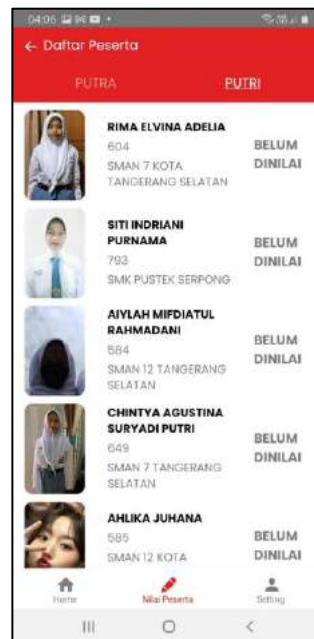 04:06
← Daftar Peserta
PUTRA
PUTRI
RIMA ELVINA ADELIA
604
SMAN 7 KOTA
TANGERANG SELATAN
BELUM
DINILAI
SITI INDRIANI
PURNAMA
793
SMK PUSTEK SERPONG
BELUM
DINILAI
AIYLAH MIFDIATUL
RAHMADANI
584
SMAN 12 TANGERANG
SELATAN
BELUM
DINILAI
CHINTYA AGUSTINA
SURYADI PUTRI
649
SMAN 7 TANGERANG
SELATAN
BELUM
DINILAI
AHLIKA JUHANA
585
SMAN 12 KOTA
BELUM
DINILAI
Home
Nilai Peserta
Setting